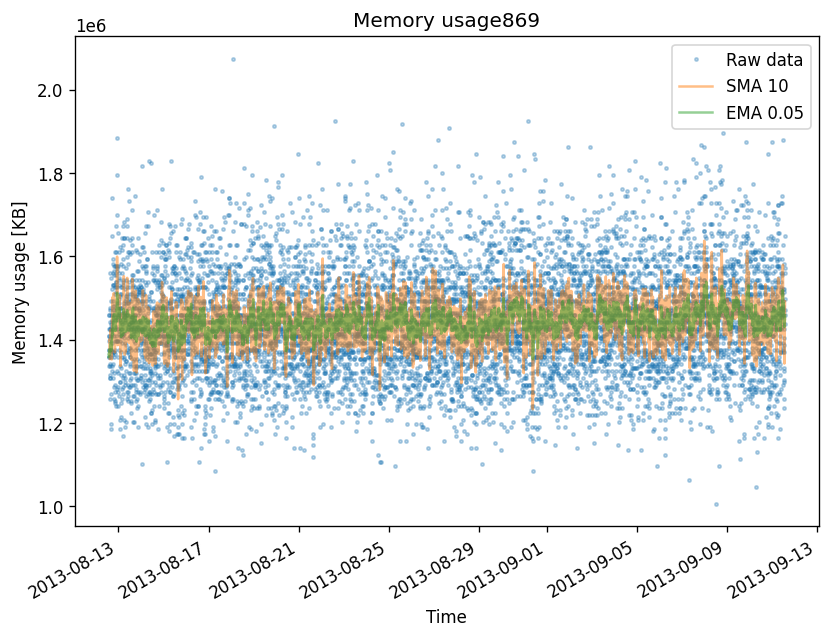 Memory usage869
1e6
Raw data
SMA 10
EMA 0.05
2.0
1.8
1.6
1.4
1.2
1.0
Memory usage [KB]
2013-08-13
2013-08-17
2013-08-21
2013-08-25
2013-08-29
2013-09-01
2013-09-05
2013-09-09
2013-09-13
Time